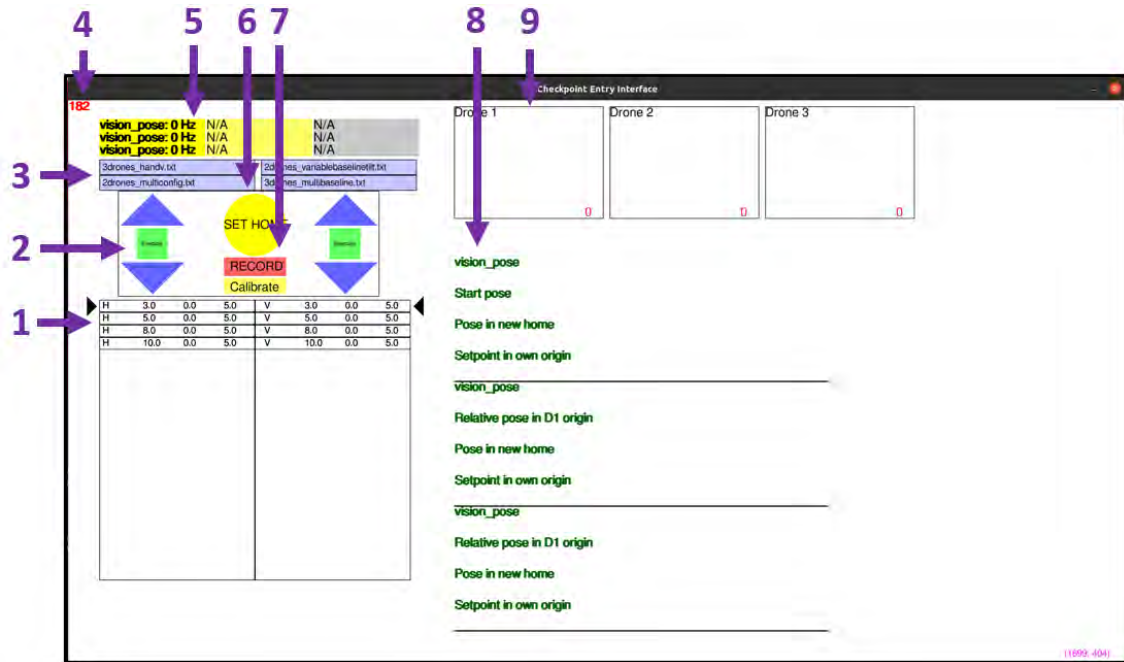 4
5
6
7
8
9
Checkpoint Entry Interface
182
vision_pose: 0 Hz N/A N/A
vision_pose: 0 Hz N/A N/A
vision_pose: 0 Hz N/A N/A
Drone 1
Drone 2
Drone 3
0
0
0
3
3drones_handv.txt
2drones_variablebaselinetilt.txt
2drones_multiconfig.txt
3drones_multibaseline.txt
2
SET HOME
RECORD
Calibrate
1
H 3.0 0.0 5.0 V 3.0 0.0 5.0
H 5.0 0.0 5.0 V 5.0 0.0 5.0
H 8.0 0.0 5.0 V 8.0 0.0 5.0
H 10.0 0.0 5.0 V 10.0 0.0 5.0
vision_pose
Start pose
Pose in new home
Setpoint in own origin
vision_pose
Relative pose in D1 origin
Pose in new home
Setpoint in own origin
vision_pose
Relative pose in D1 origin
Pose in new home
Setpoint in own origin
(1699, 404)